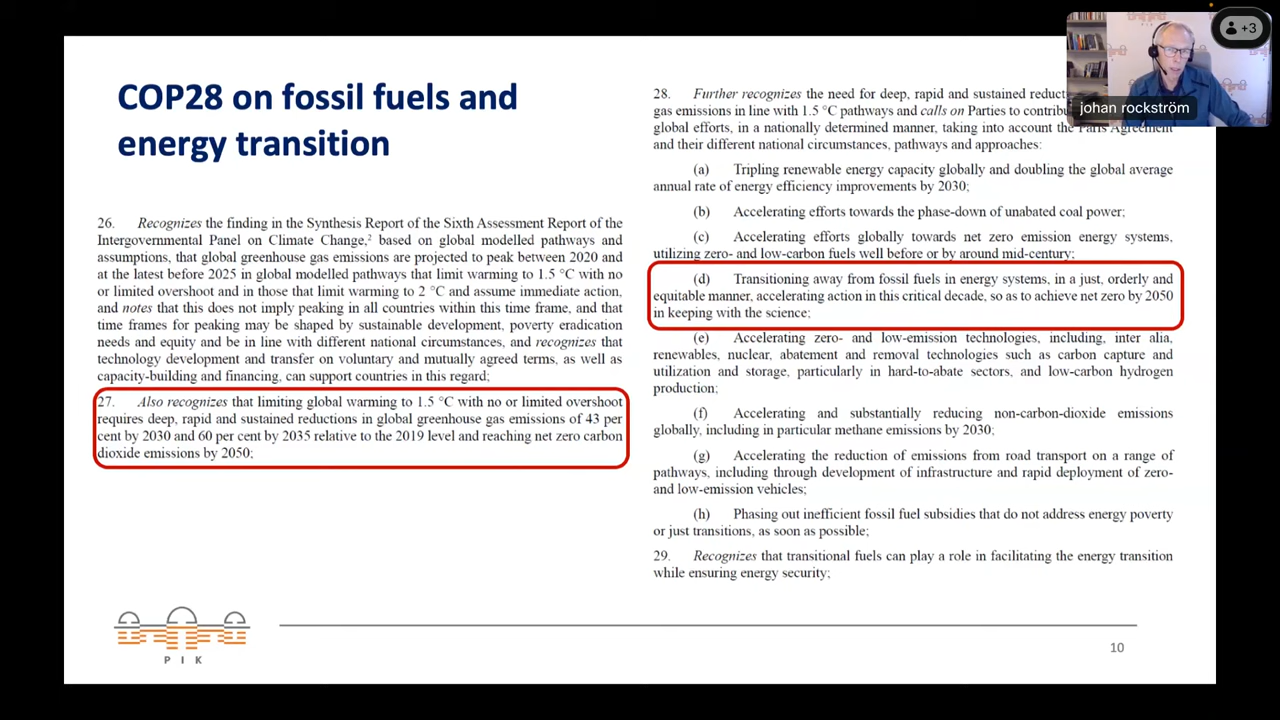 COP28 on fossil fuels and
energy transition
26. Recognizes the finding in the Synthesis Report of the Sixth Assessment Report of the
Intergovernmental Panel on Climate Change,² based on global modelled pathways and
assumptions, that global greenhouse gas emissions are projected to peak between 2020 and
at the latest before 2025 in global modelled pathways that limit warming to 1.5 °C with no
or limited overshoot and in those that limit warming to 2 °C and assume immediate action,
and notes that this does not imply peaking in all countries within this time frame, and that
time frames for peaking may be shaped by sustainable development, poverty eradication
needs and equity and be in line with different national circumstances, and recognizes that
technology development and transfer on voluntary and mutually agreed terms, as well as
capacity-building and financing, can support countries in this regard;
27. Also recognizes that limiting global warming to 1.5 °C with no or limited overshoot
requires deep, rapid and sustained reductions in global greenhouse gas emissions of 43 per
cent by 2030 and 60 per cent by 2035 relative to the 2019 level and reaching net zero carbon
dioxide emissions by 2050;
28. Further recognizes the need for deep, rapid and sustained
gas emissions in line with 1.5 °C pathways and calls on Parties to
global efforts, in a nationally determined manner, taking into account the Paris Agreement
and their different national circumstances, pathways and approaches:
(a) Tripling renewable energy capacity globally and doubling the global average
annual rate of energy efficiency improvements by 2030;
(b) Accelerating efforts towards the phase-down of unabated coal power;
(c) Accelerating efforts globally towards net zero emission energy systems,
utilizing zero- and low-carbon fuels well before or by around mid-century;
(d) Transitioning away from fossil fuels in energy systems, in a just, orderly and
equitable manner, accelerating action in this critical decade, so as to achieve net zero by 2050
in keeping with the science;
(e) Accelerating zero- and low-emission technologies, including, inter alia,
renewables, nuclear, abatement and removal technologies such as carbon capture and
utilization and storage, particularly in hard-to-abate sectors, and low-carbon hydrogen
production;
(f) Accelerating and substantially reducing non-carbon-dioxide emissions
globally, including in particular methane emissions by 2030;
(g) Accelerating the reduction of emissions from road transport on a range of
pathways, including through development of infrastructure and rapid deployment of zero-
and low-emission vehicles;
(h) Phasing out inefficient fossil fuel subsidies that do not address energy poverty
or just transitions, as soon as possible;
29. Recognizes that transitional fuels can play a role in facilitating the energy transition
while ensuring energy security;
johan rockström
+3
PIK
10